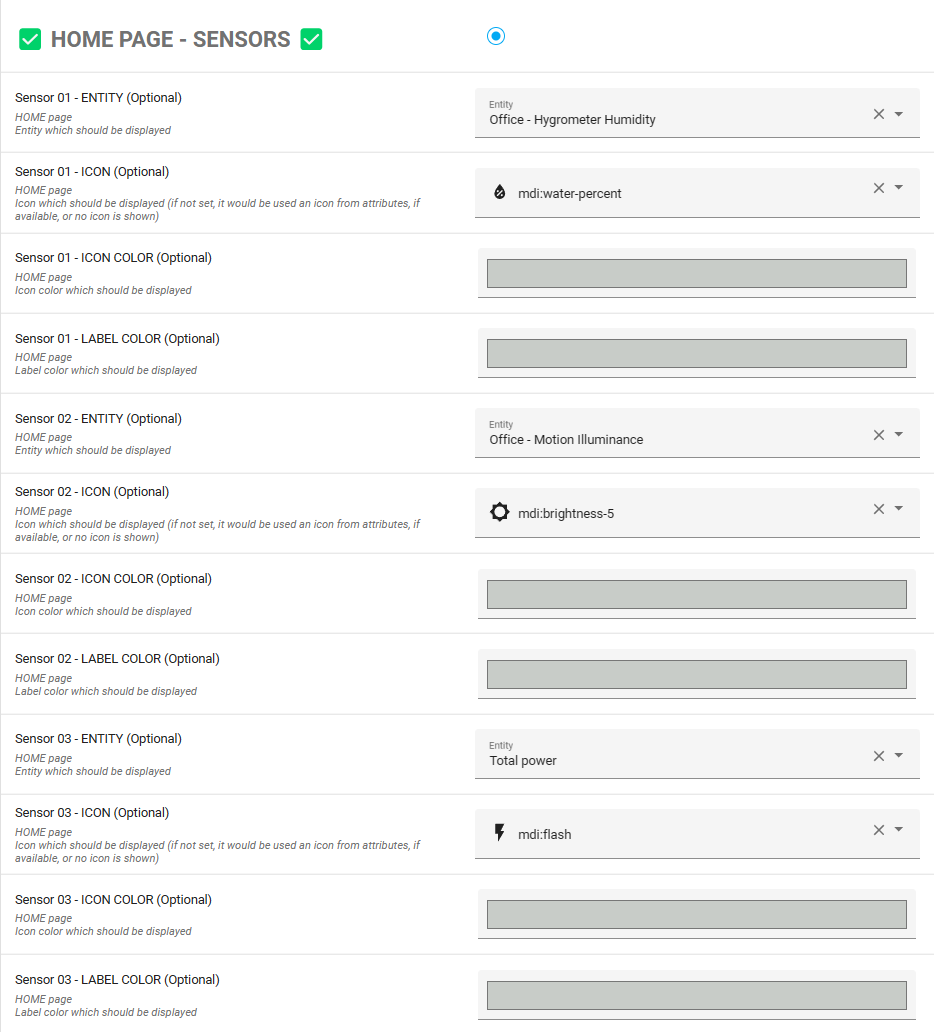 HOME PAGE - SENSORS
Sensor 01 - ENTITY (Optional)
HOME page
Entity which should be displayed
Entity
Office - Hygrometer Humidity
Sensor 01 - ICON (Optional)
HOME page
Icon which should be displayed (if not set, it would be used an icon from attributes, if
available, or no icon is shown)
mdi:water-percent
Sensor 01 - ICON COLOR (Optional)
HOME page
Icon color which should be displayed
Sensor 01 - LABEL COLOR (Optional)
HOME page
Label color which should be displayed
Sensor 02 - ENTITY (Optional)
HOME page
Entity which should be displayed
Entity
Office - Motion Illuminance
Sensor 02 - ICON (Optional)
HOME page
Icon which should be displayed (if not set, it would be used an icon from attributes, if
available, or no icon is shown)
mdi:brightness-5
Sensor 02 - ICON COLOR (Optional)
HOME page
Icon color which should be displayed
Sensor 02 - LABEL COLOR (Optional)
HOME page
Label color which should be displayed
Sensor 03 - ENTITY (Optional)
HOME page
Entity which should be displayed
Entity
Total power
Sensor 03 - ICON (Optional)
HOME page
Icon which should be displayed (if not set, it would be used an icon from attributes, if
available, or no icon is shown)
mdi:flash
Sensor 03 - ICON COLOR (Optional)
HOME page
Icon color which should be displayed
Sensor 03 - LABEL COLOR (Optional)
HOME page
Label color which should be displayed